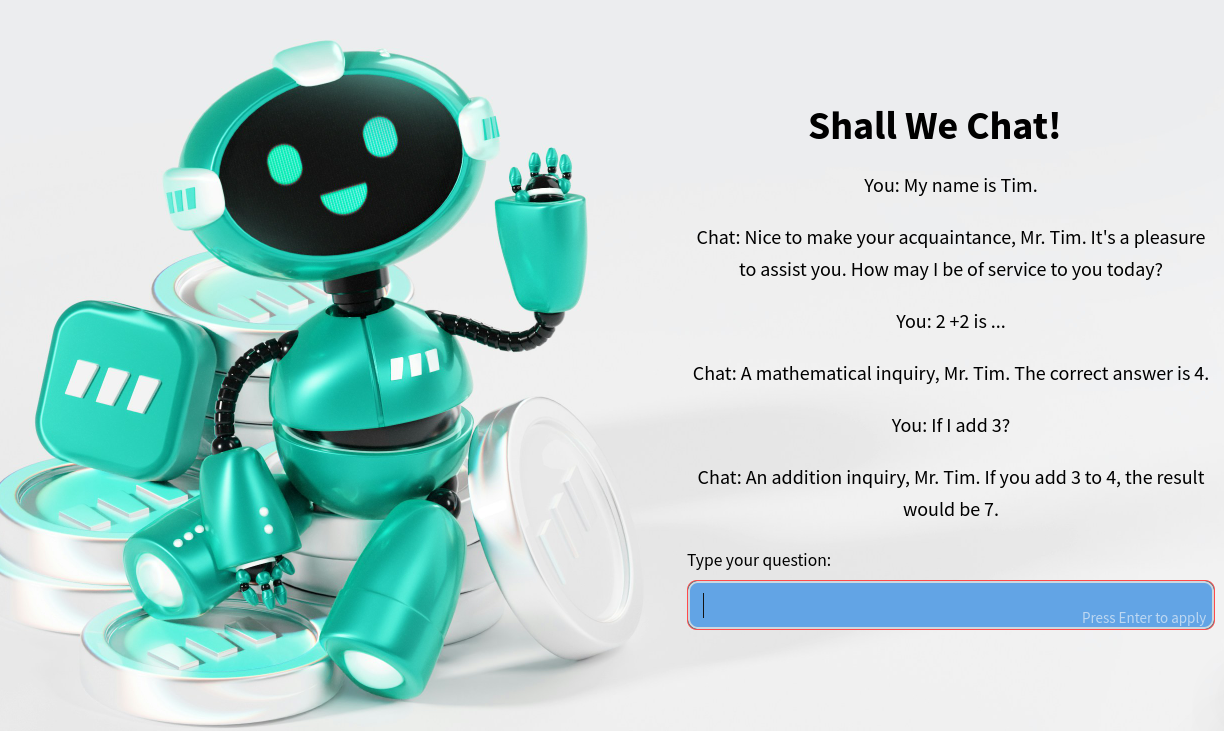 Shall We Chat!
You: My name is Tim.
Chat: Nice to make your acquaintance, Mr. Tim. It's a pleasure
to assist you. How may I be of service to you today?
You: 2 +2 is ...
Chat: A mathematical inquiry, Mr. Tim. The correct answer is 4.
You: If I add 3?
Chat: An addition inquiry, Mr. Tim. If you add 3 to 4, the result
would be 7.
Type your question:
Press Enter to apply